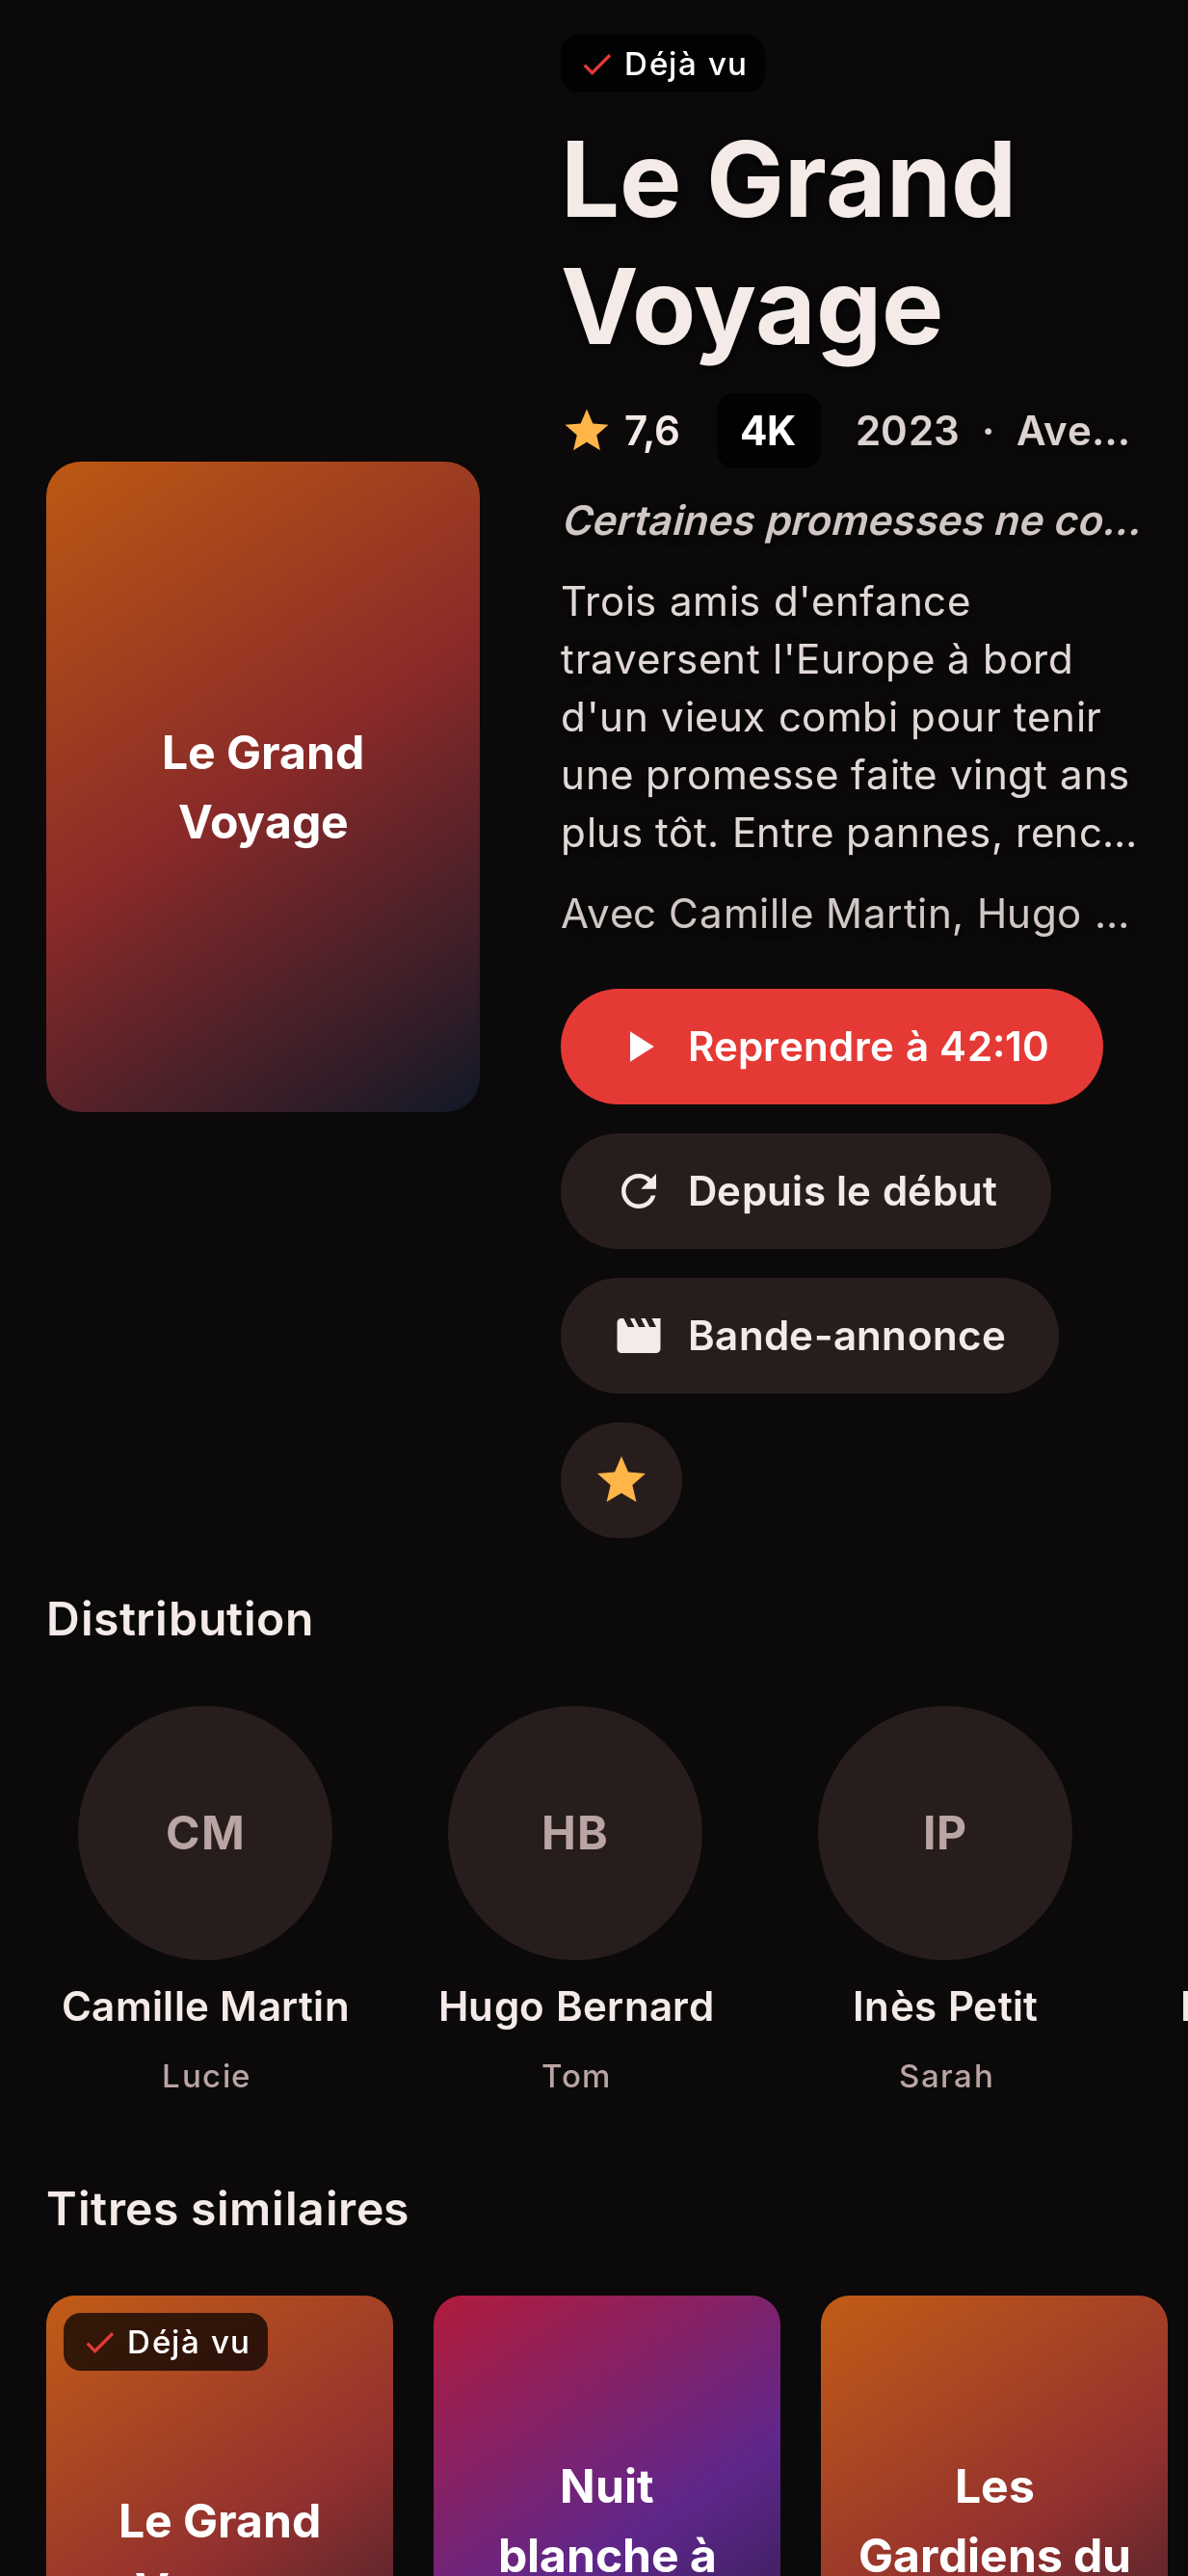 Déjà vu
Le Grand
Voyage
7,6 4K 2023 · Ave...
Certaines promesses ne co...
Le Grand
Voyage
Trois amis d'enfance
traversent l'Europe à bord
d'un vieux combi pour tenir
une promesse faite vingt ans
plus tôt. Entre pannes, renc...
Avec Camille Martin, Hugo ...
Reprendre à 42:10
Depuis le début
Bande-annonce
Distribution
CM HB IP
Camille Martin Hugo Bernard Inès Petit
Lucie Tom Sarah
Titres similaires
Déjà vu
Le Grand
Nuit
blanche à
Les
Gardiens du